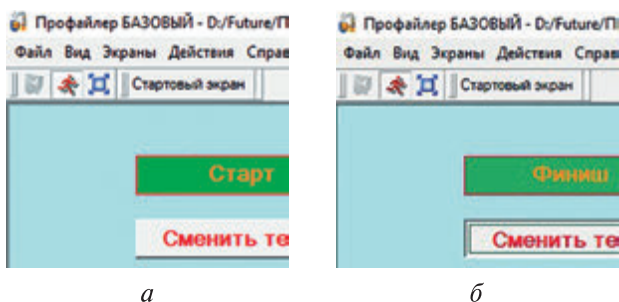 Профайлер БАЗОВЫЙ - D:/Future/П
Файл Вид Экраны Действия Справ
Стартовый экран
Старт
Сменить те
а
Профайлер БАЗОВЫЙ - D:/Future/П
Файл Вид Экраны Действия Справ
Стартовый экран
Финиш
Сменить те
б